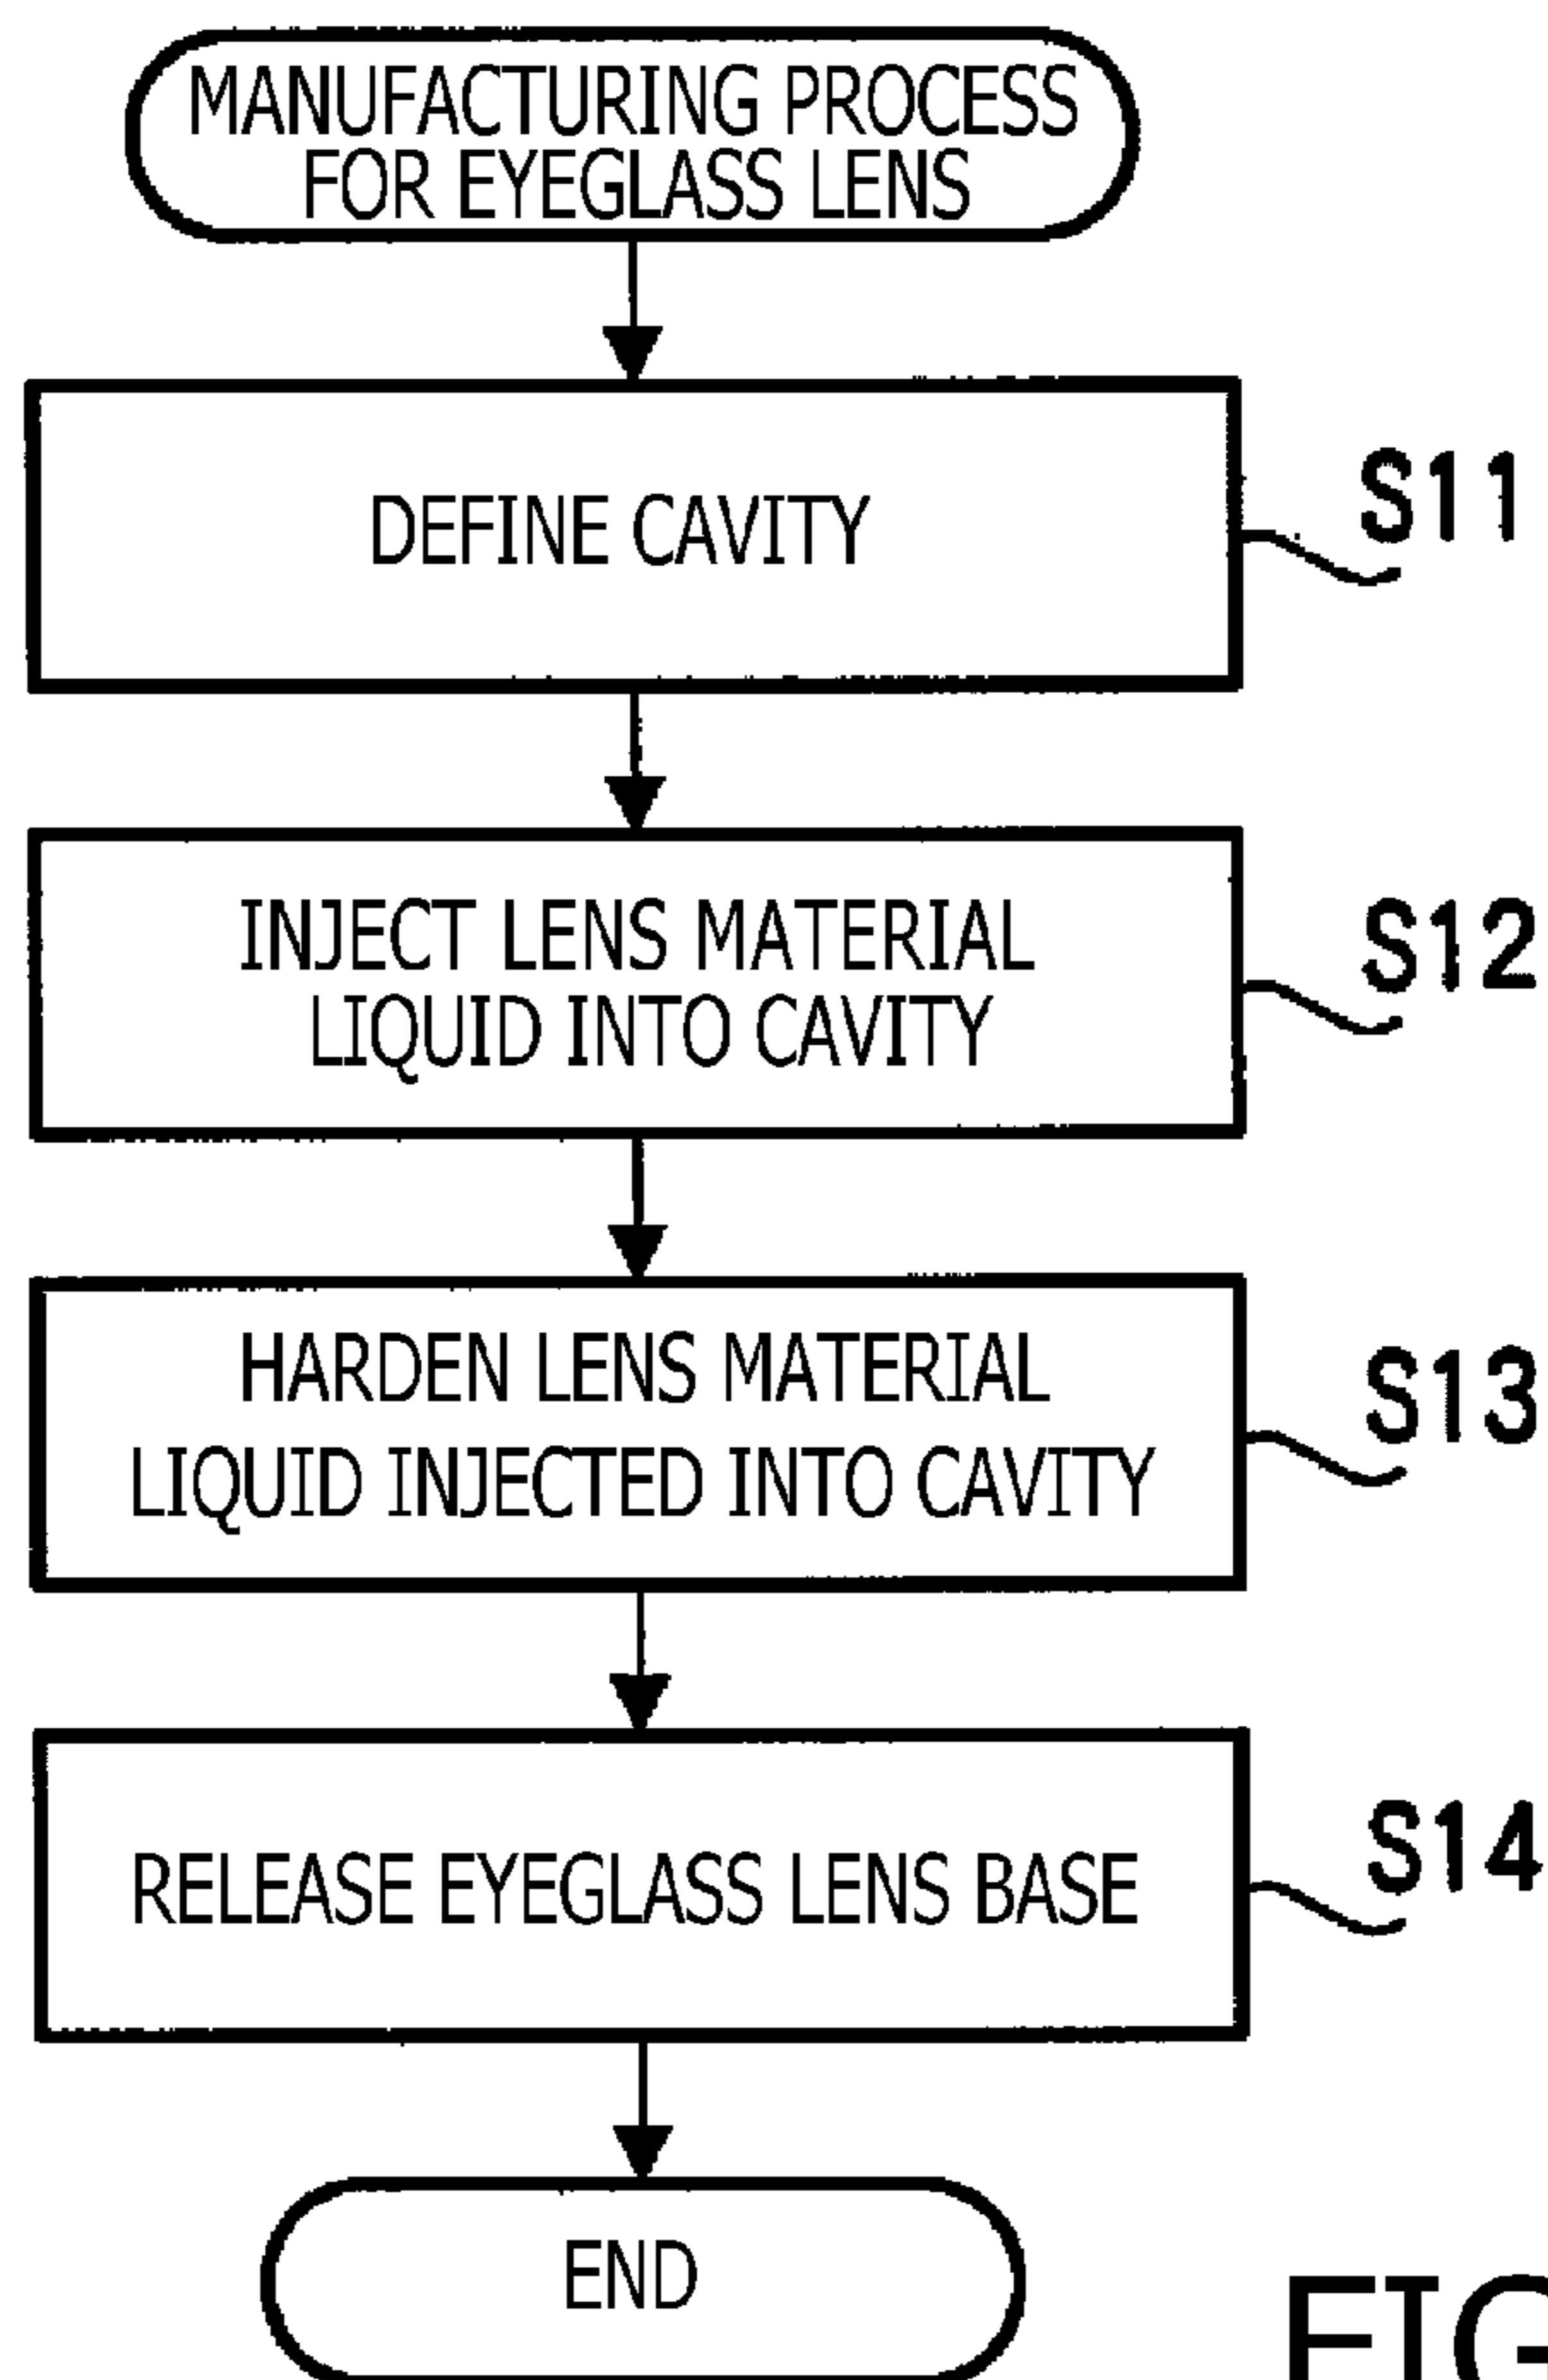 MANUFACTURING PROCESS
FOR EYEGLASS LENS
DEFINE CAVITY
S11
INJECT LENS MATERIAL
LIQUID INTO CAVITY
S12
HARDEN LENS MATERIAL
LIQUID INJECTED INTO CAVITY
S13
RELEASE EYEGLASS LENS BASE
S14
END
FIG